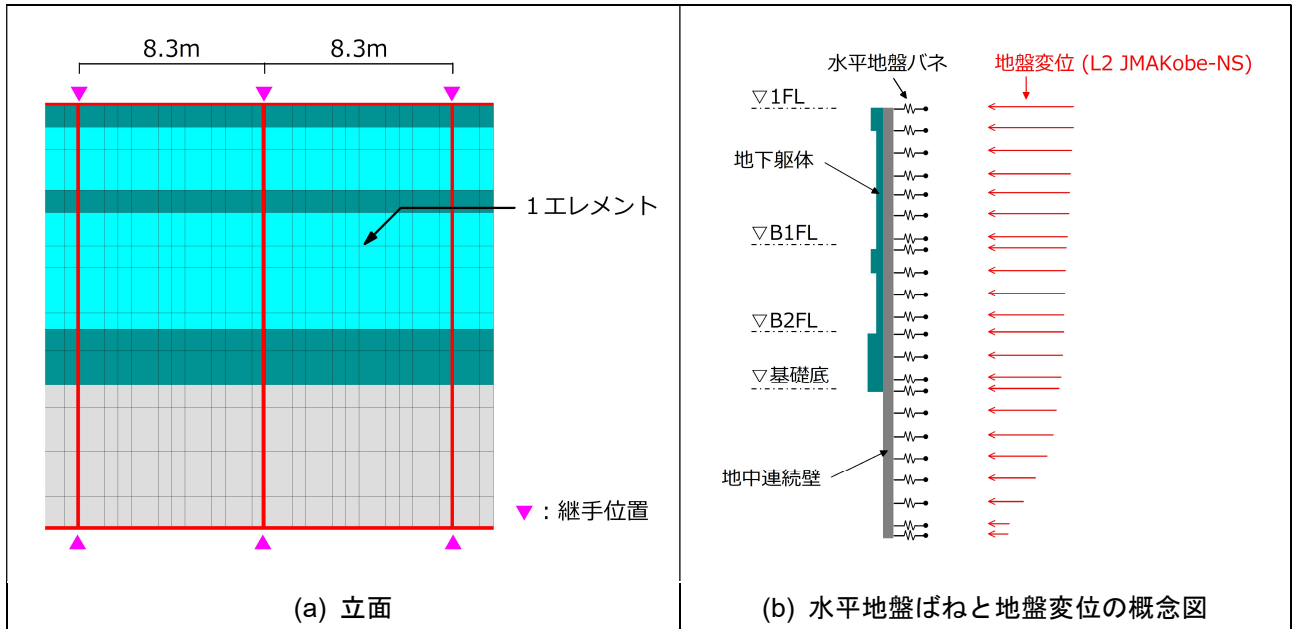 8.3m 8.3m
1エレメント
▼：継手位置
(a) 立面
水平地盤バネ
地盤変位 (L2 JMAKobe-NS)
▽1FL
地下躯体
▽B1FL
▽B2FL
▽基礎底
地中連続壁
(b) 水平地盤ばねと地盤変位の概念図